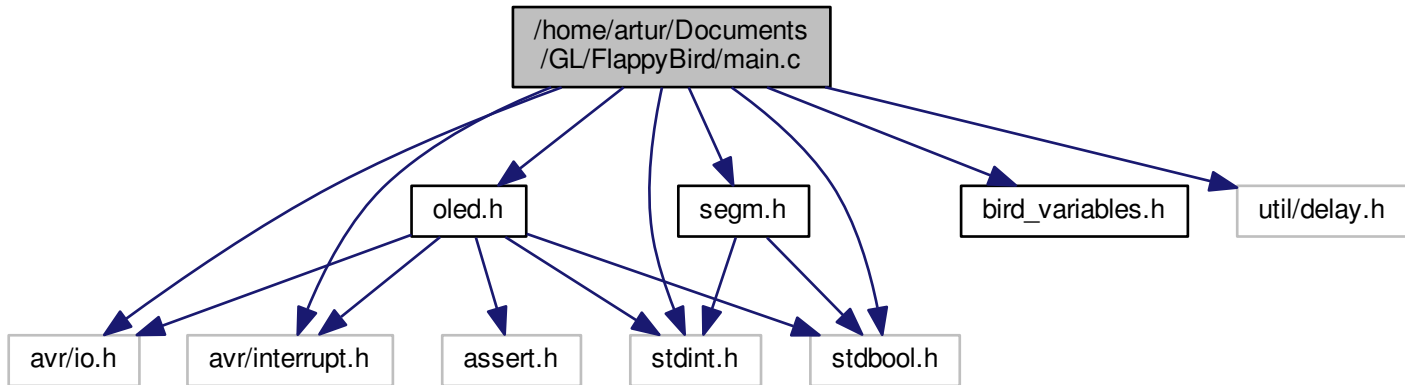 /home/artur/Documents
/GL/FlappyBird/main.c
oled.h
segm.h
bird_variables.h
util/delay.h
avr/io.h
avr/interrupt.h
assert.h
stdint.h
stdbool.h